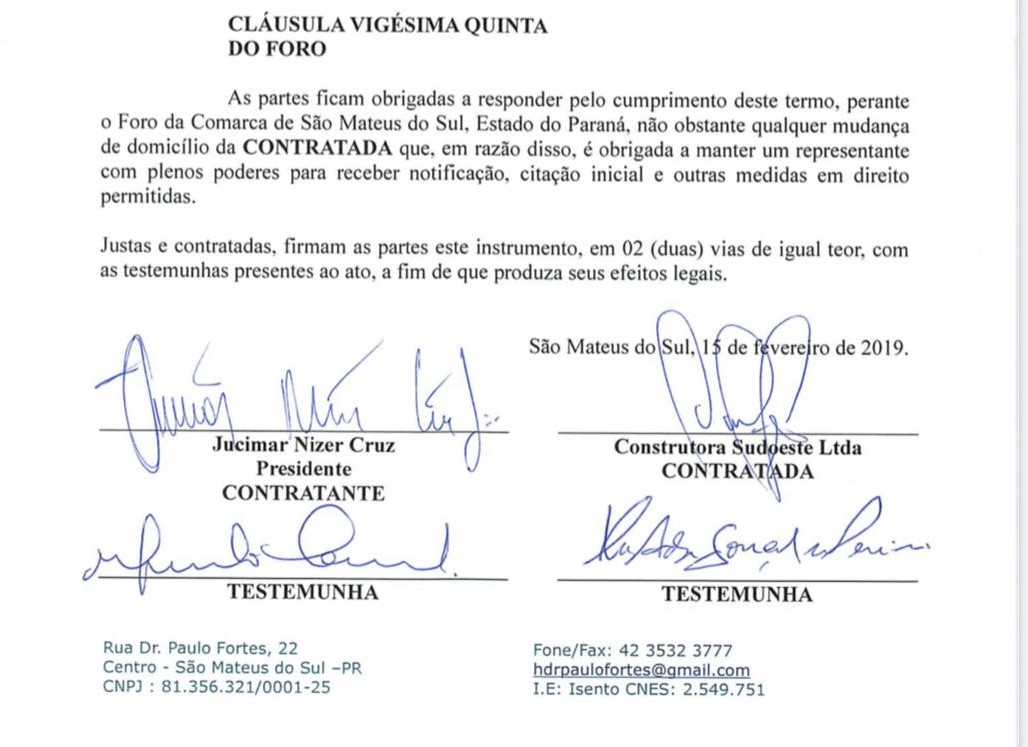 CLÁUSULA VIGÉSIMA QUINTA
DO FORO
As partes ficam obrigadas a responder pelo cumprimento deste termo, perante
o Foro da Comarca de São Mateus do Sul, Estado do Paraná, não obstante qualquer mudança
de domicílio da CONTRATADA que, em razão disso, é obrigada a manter um representante
com plenos poderes para receber notificação, citação inicial e outras medidas em direito
permitidas.
Justas e contratadas, firmam as partes este instrumento, em 02 (duas) vias de igual teor, com
as testemunhas presentes ao ato, a fim de que produza seus efeitos legais.
São Mateus do Sul, 15 de fevereiro de 2019.
Jucimar Nizer Cruz
Presidente
CONTRATANTE
Construtora Sudoeste Ltda
CONTRATADA
TESTEMUNHA
TESTEMUNHA
Rua Dr. Paulo Fortes, 22
Centro - São Mateus do Sul –PR
CNPJ : 81.356.321/0001-25
Fone/Fax: 42 3532 3777
hdrpaulofortes@gmail.com
I.E: Isento CNES: 2.549.751